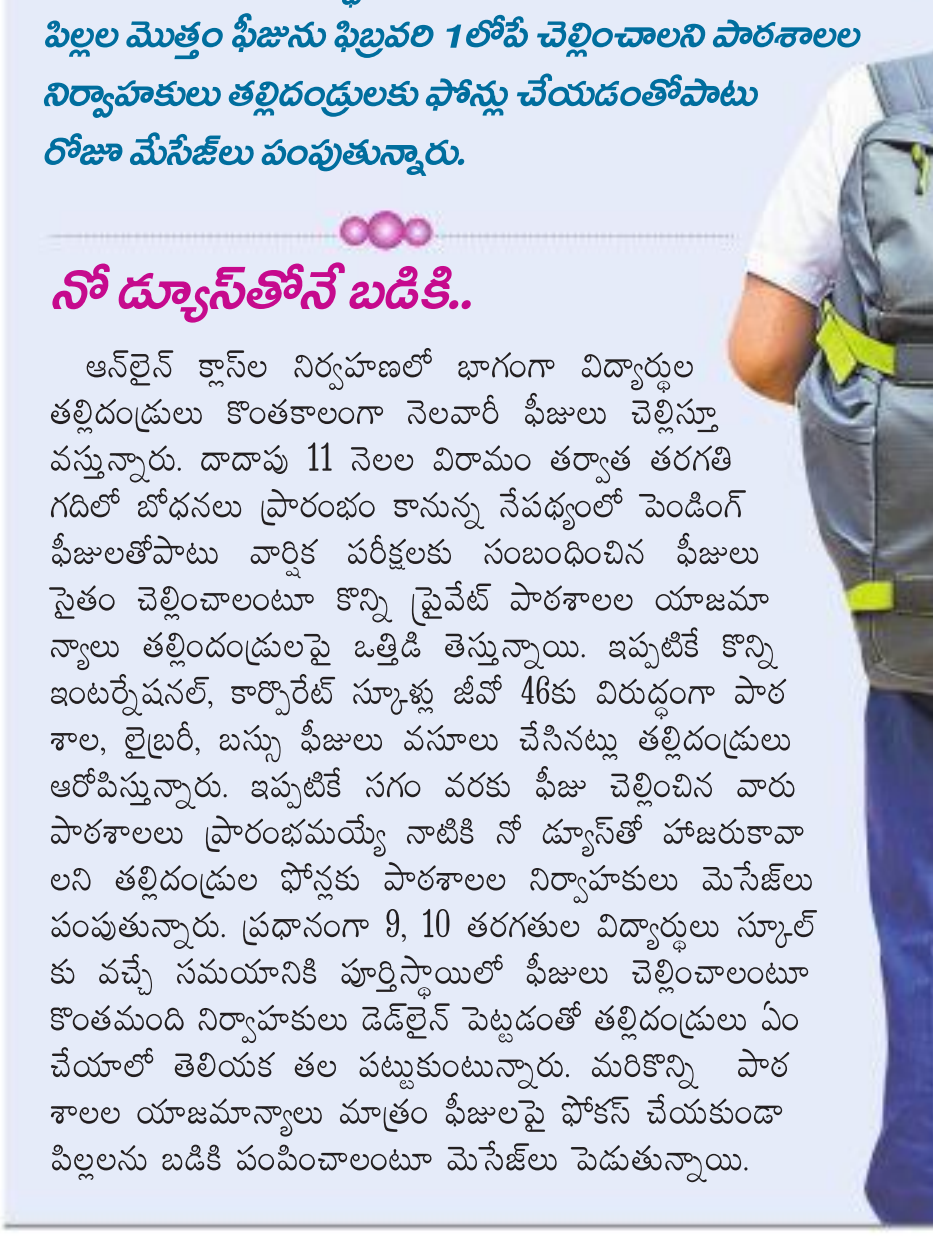 పిల్లల మొత్తం ఫీజును ఫిబ్రవరి 1లోపే చెల్లించాలని పాఠశాలల
నిర్వాహకులు తల్లిదండ్రులకు ఫోన్లు చేయడంతోపాటు
రోజూ మేసేజ్‌లు పంపుతున్నారు.
నో డ్యూస్‌తోనే బడికి..
ఆన్‌లైన్ క్లాస్‌ల నిర్వహణలో భాగంగా విద్యార్థుల
తల్లిదండ్రులు కొంతకాలంగా నెలవారీ ఫీజులు చెల్లిస్తూ
వస్తున్నారు. దాదాపు 11 నెలల విరామం తర్వాత తరగతి
గదిలో బోధనలు ప్రారంభం కానున్న నేపథ్యంలో పెండింగ్
ఫీజులతోపాటు వార్షిక పరీక్షలకు సంబంధించిన ఫీజులు
సైతం చెల్లించాలంటూ కొన్ని ప్రైవేట్ పాఠశాలల యాజమా
న్యాలు తల్లిందండ్రులపై ఒత్తిడి తెస్తున్నాయి. ఇప్పటికే కొన్ని
ఇంటర్నేషనల్, కార్పొరేట్ స్కూళ్లు జీవో 46కు విరుద్ధంగా పాఠ
శాల, లైబ్రరీ, బస్సు ఫీజులు వసూలు చేసినట్లు తల్లిదండ్రులు
ఆరోపిస్తున్నారు. ఇప్పటికే సగం వరకు ఫీజు చెల్లించిన వారు
పాఠశాలలు ప్రారంభమయ్యే నాటికి నో డ్యూస్‌తో హాజరుకావా
లని తల్లిదండ్రుల ఫోన్లకు పాఠశాలల నిర్వాహకులు మెసేజ్‌లు
పంపుతున్నారు. ప్రధానంగా 9, 10 తరగతుల విద్యార్థులు స్కూల్
కు వచ్చే సమయానికి పూర్తిస్థాయిలో ఫీజులు చెల్లించాలంటూ
కొంతమంది నిర్వాహకులు డెడ్‌లైన్ పెట్టడంతో తల్లిదండ్రులు ఏం
చేయాలో తెలియక తల పట్టుకుంటున్నారు. మరికొన్ని పాఠ
శాలల యాజమాన్యాలు మాత్రం ఫీజులపై ఫోకస్ చేయకుండా
పిల్లలను బడికి పంపించాలంటూ మెసేజ్‌లు పెడుతున్నాయి.